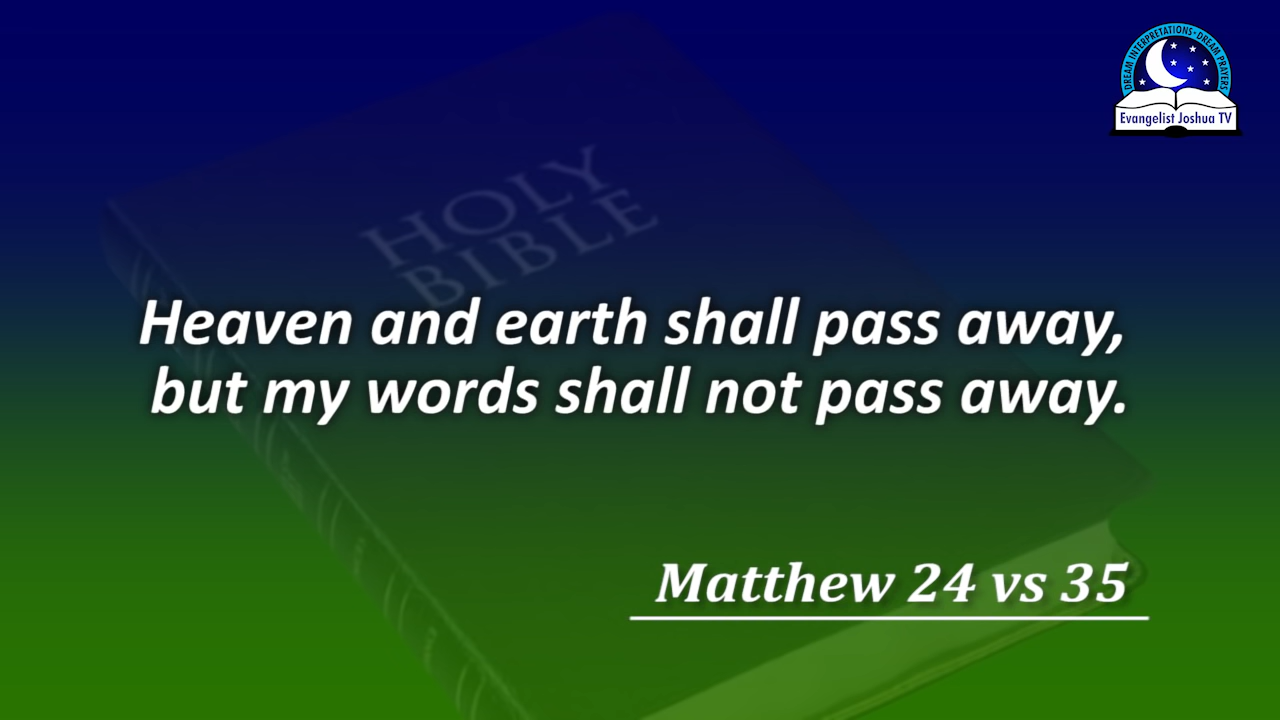 DREAM INTERPRETATIONS · DREAM PRAYERS
Evangelist Joshua TV
HOLY
BIBLE
Heaven and earth shall pass away,
but my words shall not pass away.
Matthew 24 vs 35